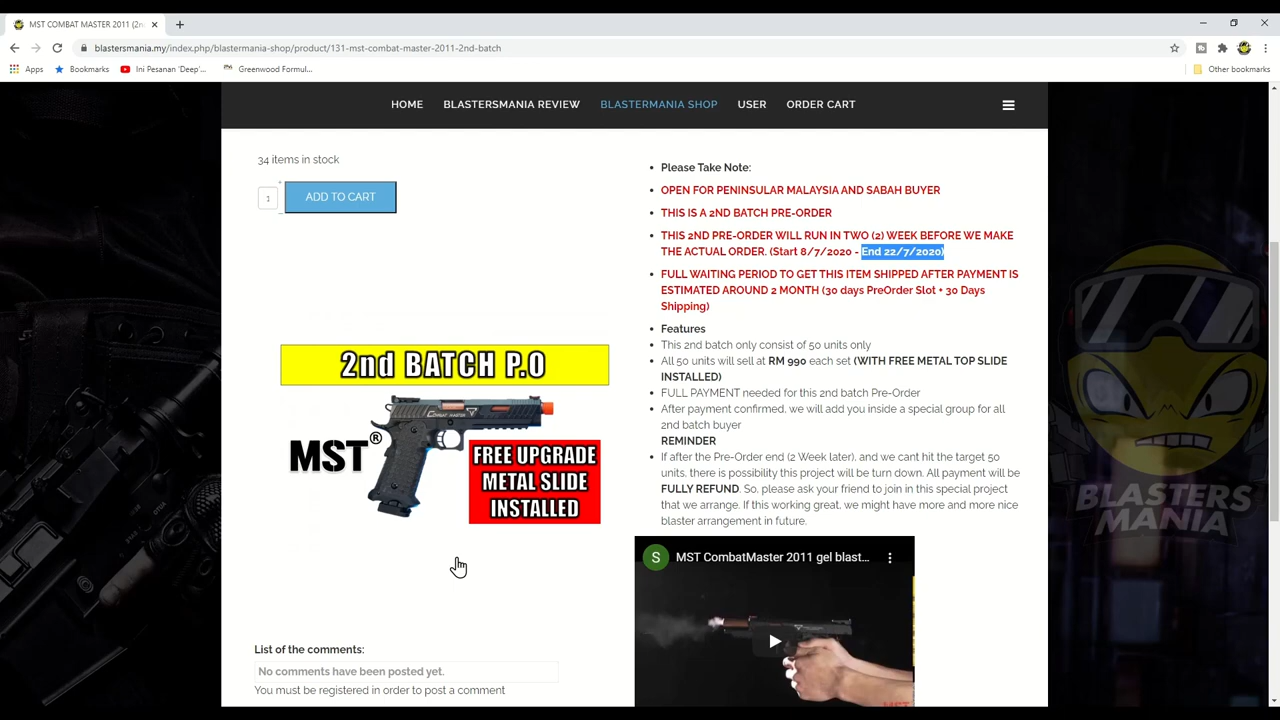 MST COMBAT MASTER 2011 (2n
blastersmania.my/index.php/blastermania-shop/product/131-mst-combat-master-2011-2nd-batch
Apps
Bookmarks
Ini Pesanan 'Deep'...
Greenwood Formul...
Other bookmarks
HOME
BLASTERSMANIA REVIEW
BLASTERMANIA SHOP
USER
ORDER CART
34 items in stock
1
ADD TO CART
2nd BATCH P.O
MST®
COMBAT MASTER
FREE UPGRADE
METAL SLIDE
INSTALLED
List of the comments:
No comments have been posted yet.
You must be registered in order to post a comment
Please Take Note:
OPEN FOR PENINSULAR MALAYSIA AND SABAH BUYER
THIS IS A 2ND BATCH PRE-ORDER
THIS 2ND PRE-ORDER WILL RUN IN TWO (2) WEEK BEFORE WE MAKE
THE ACTUAL ORDER. (Start 8/7/2020 - End 22/7/2020)
FULL WAITING PERIOD TO GET THIS ITEM SHIPPED AFTER PAYMENT IS
ESTIMATED AROUND 2 MONTH (30 days PreOrder Slot + 30 Days
Shipping)
Features
This 2nd batch only consist of 50 units only
All 50 units will sell at RM 990 each set (WITH FREE METAL TOP SLIDE
INSTALLED)
FULL PAYMENT needed for this 2nd batch Pre-Order
After payment confirmed, we will add you inside a special group for all
2nd batch buyer
REMINDER
If after the Pre-Order end (2 Week later), and we cant hit the target 50
units, there is possibility this project will be turn down. All payment will be
FULLY REFUND. So, please ask your friend to join in this special project
that we arrange. If this working great, we might have more and more nice
blaster arrangement in future.
S
MST CombatMaster 2011 gel blast...
MST
BLASTERS
MANIA